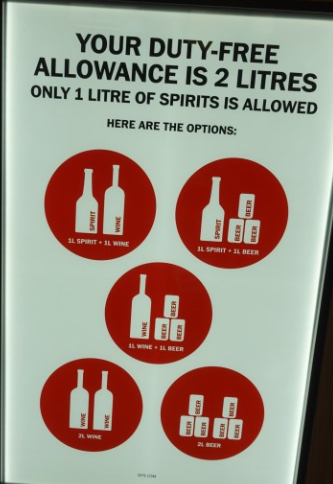 YOUR DUTY-FREE
ALLOWANCE IS 2 LITRES
ONLY 1 LITRE OF SPIRITS IS ALLOWED
HERE ARE THE OPTIONS:
SPIRIT WINE
1L SPIRIT + 1L WINE
SPIRIT BEER BEER BEER
1L SPIRIT + 1L BEER
WINE BEER BEER BEER
1L WINE + 1L BEER
WINE WINE
2L WINE
BEER BEER BEER BEER BEER BEER
2L BEER